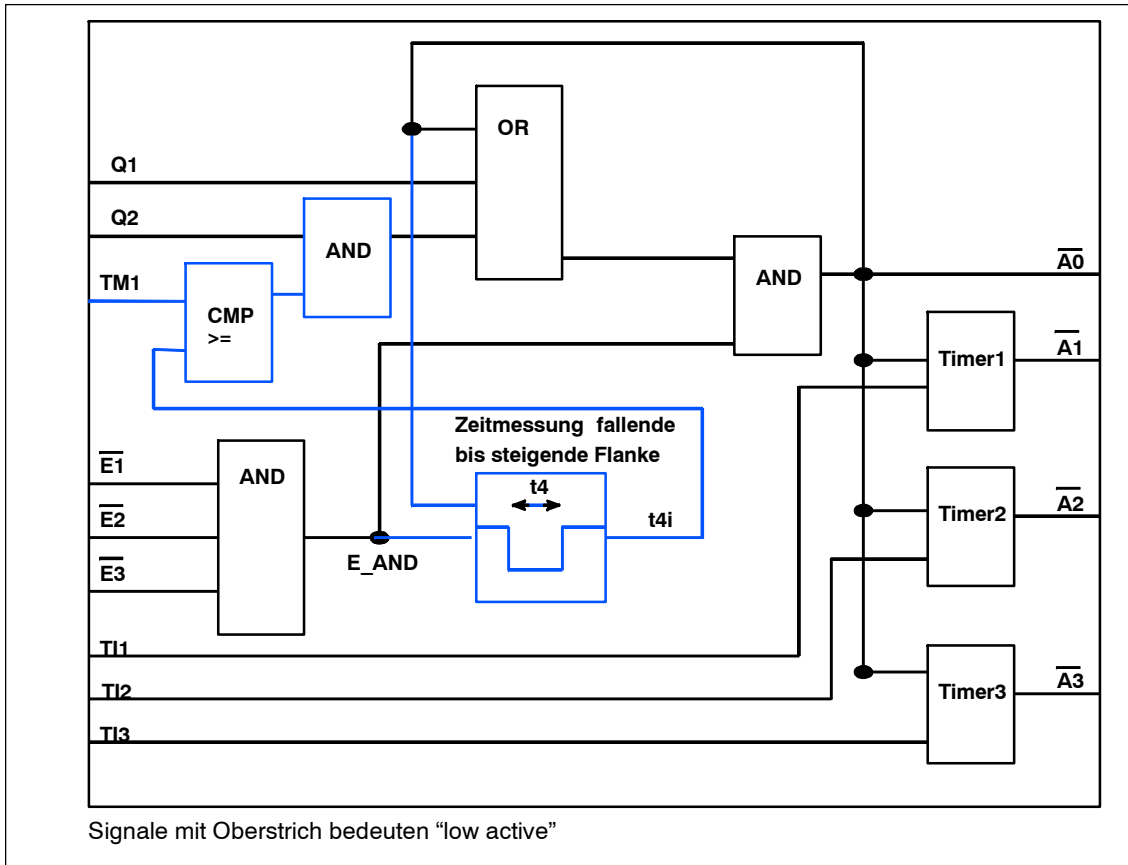 OR
Q1
Q2
AND
AND
A0
TM1
CMP
>=
Timer1
A1
Zeitmessung fallende
bis steigende Flanke
E1
AND
t4
Timer2
A2
E2
t4i
E_AND
E3
TI1
TI2
Timer3
A3
TI3
Signale mit Oberstrich bedeuten “low active”